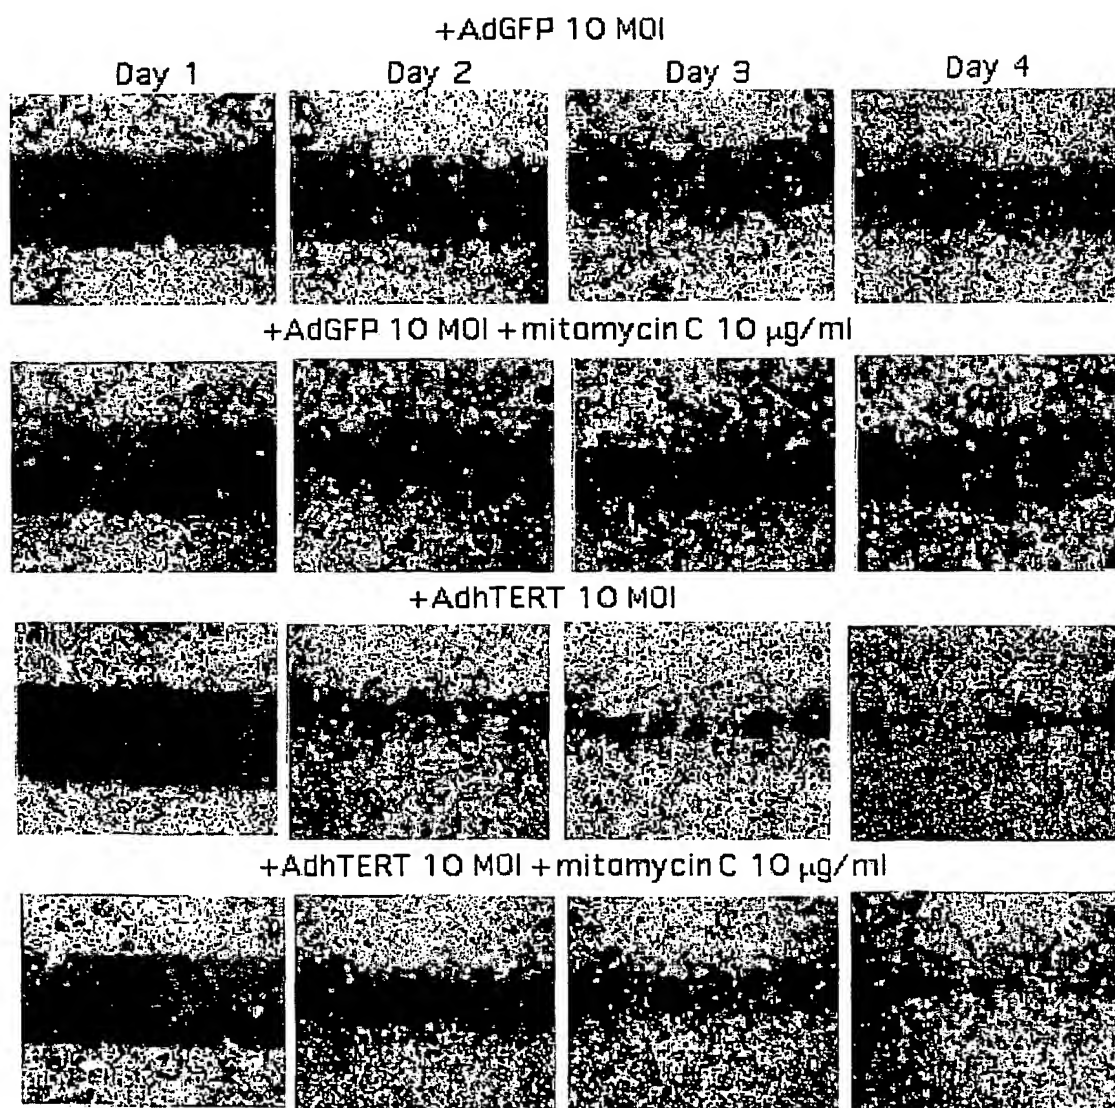 +AdGFP 10 MOI
Day 1 Day 2 Day 3 Day 4
+AdGFP 10 MOI +mitomycin C 10 µg/ml
+AdhTERT 10 MOI
+AdhTERT 10 MOI +mitomycin C 10 µg/ml